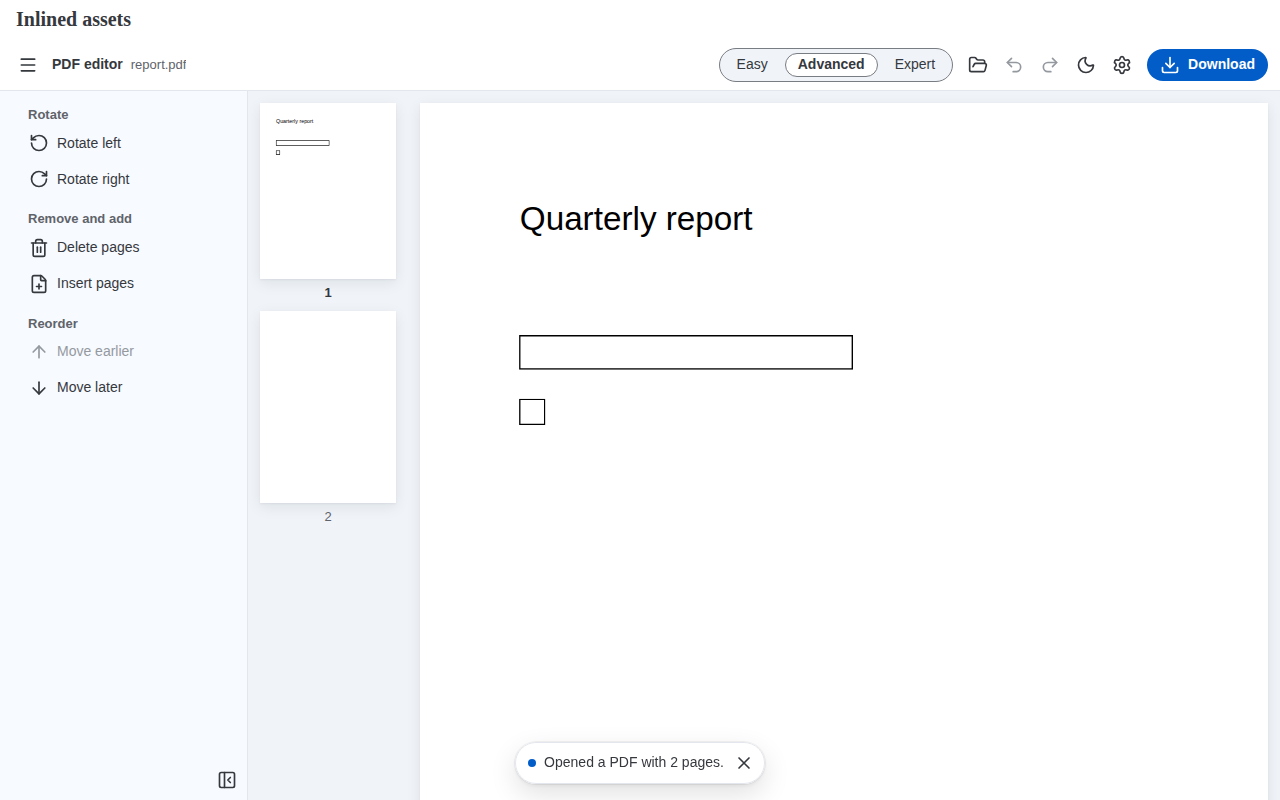 Inlined assets
PDF editor report.pdf
Easy Advanced Expert
Download
Rotate
Rotate left
Rotate right
Remove and add
Delete pages
Insert pages
Reorder
Move earlier
Move later
Quarterly report
1
2
Quarterly report
Opened a PDF with 2 pages.